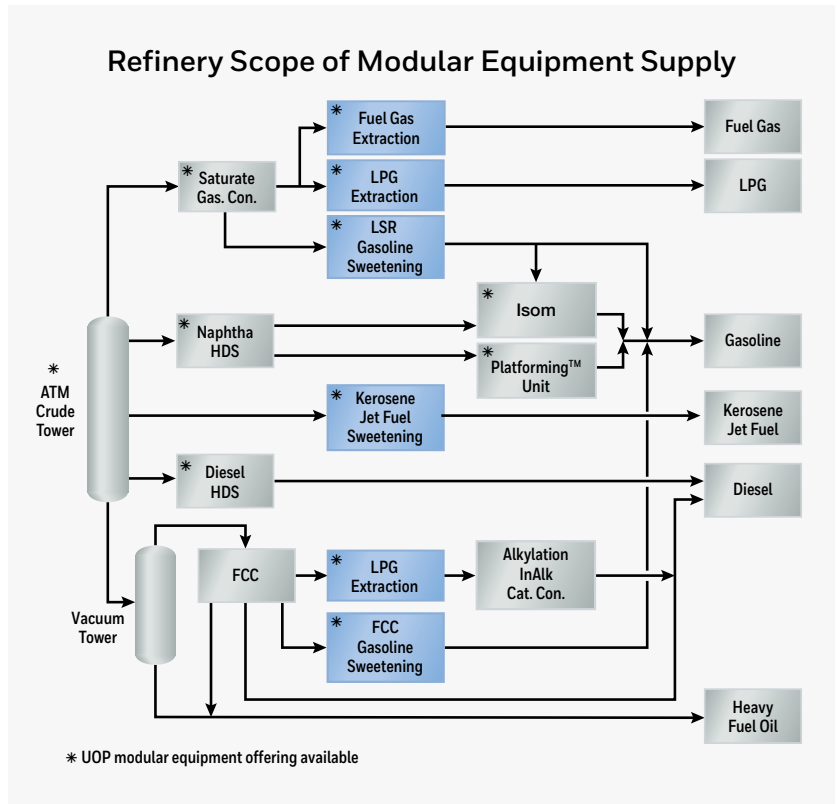 Refinery Scope of Modular Equipment Supply
* Fuel Gas
Extraction
Fuel Gas
* Saturate
Gas. Con.
* LPG
Extraction
LPG
* LSR
Gasoline
Sweetening
* Isom
* Naphtha
HDS
* Platforming™
Unit
Gasoline
*
ATM
Crude
Tower
* Kerosene
Jet Fuel
Sweetening
Kerosene
Jet Fuel
* Diesel
HDS
Diesel
Vacuum
Tower
FCC
* LPG
Extraction
Alkylation
InAlk
Cat. Con.
* FCC
Gasoline
Sweetening
Heavy
Fuel Oil
* UOP modular equipment offering available